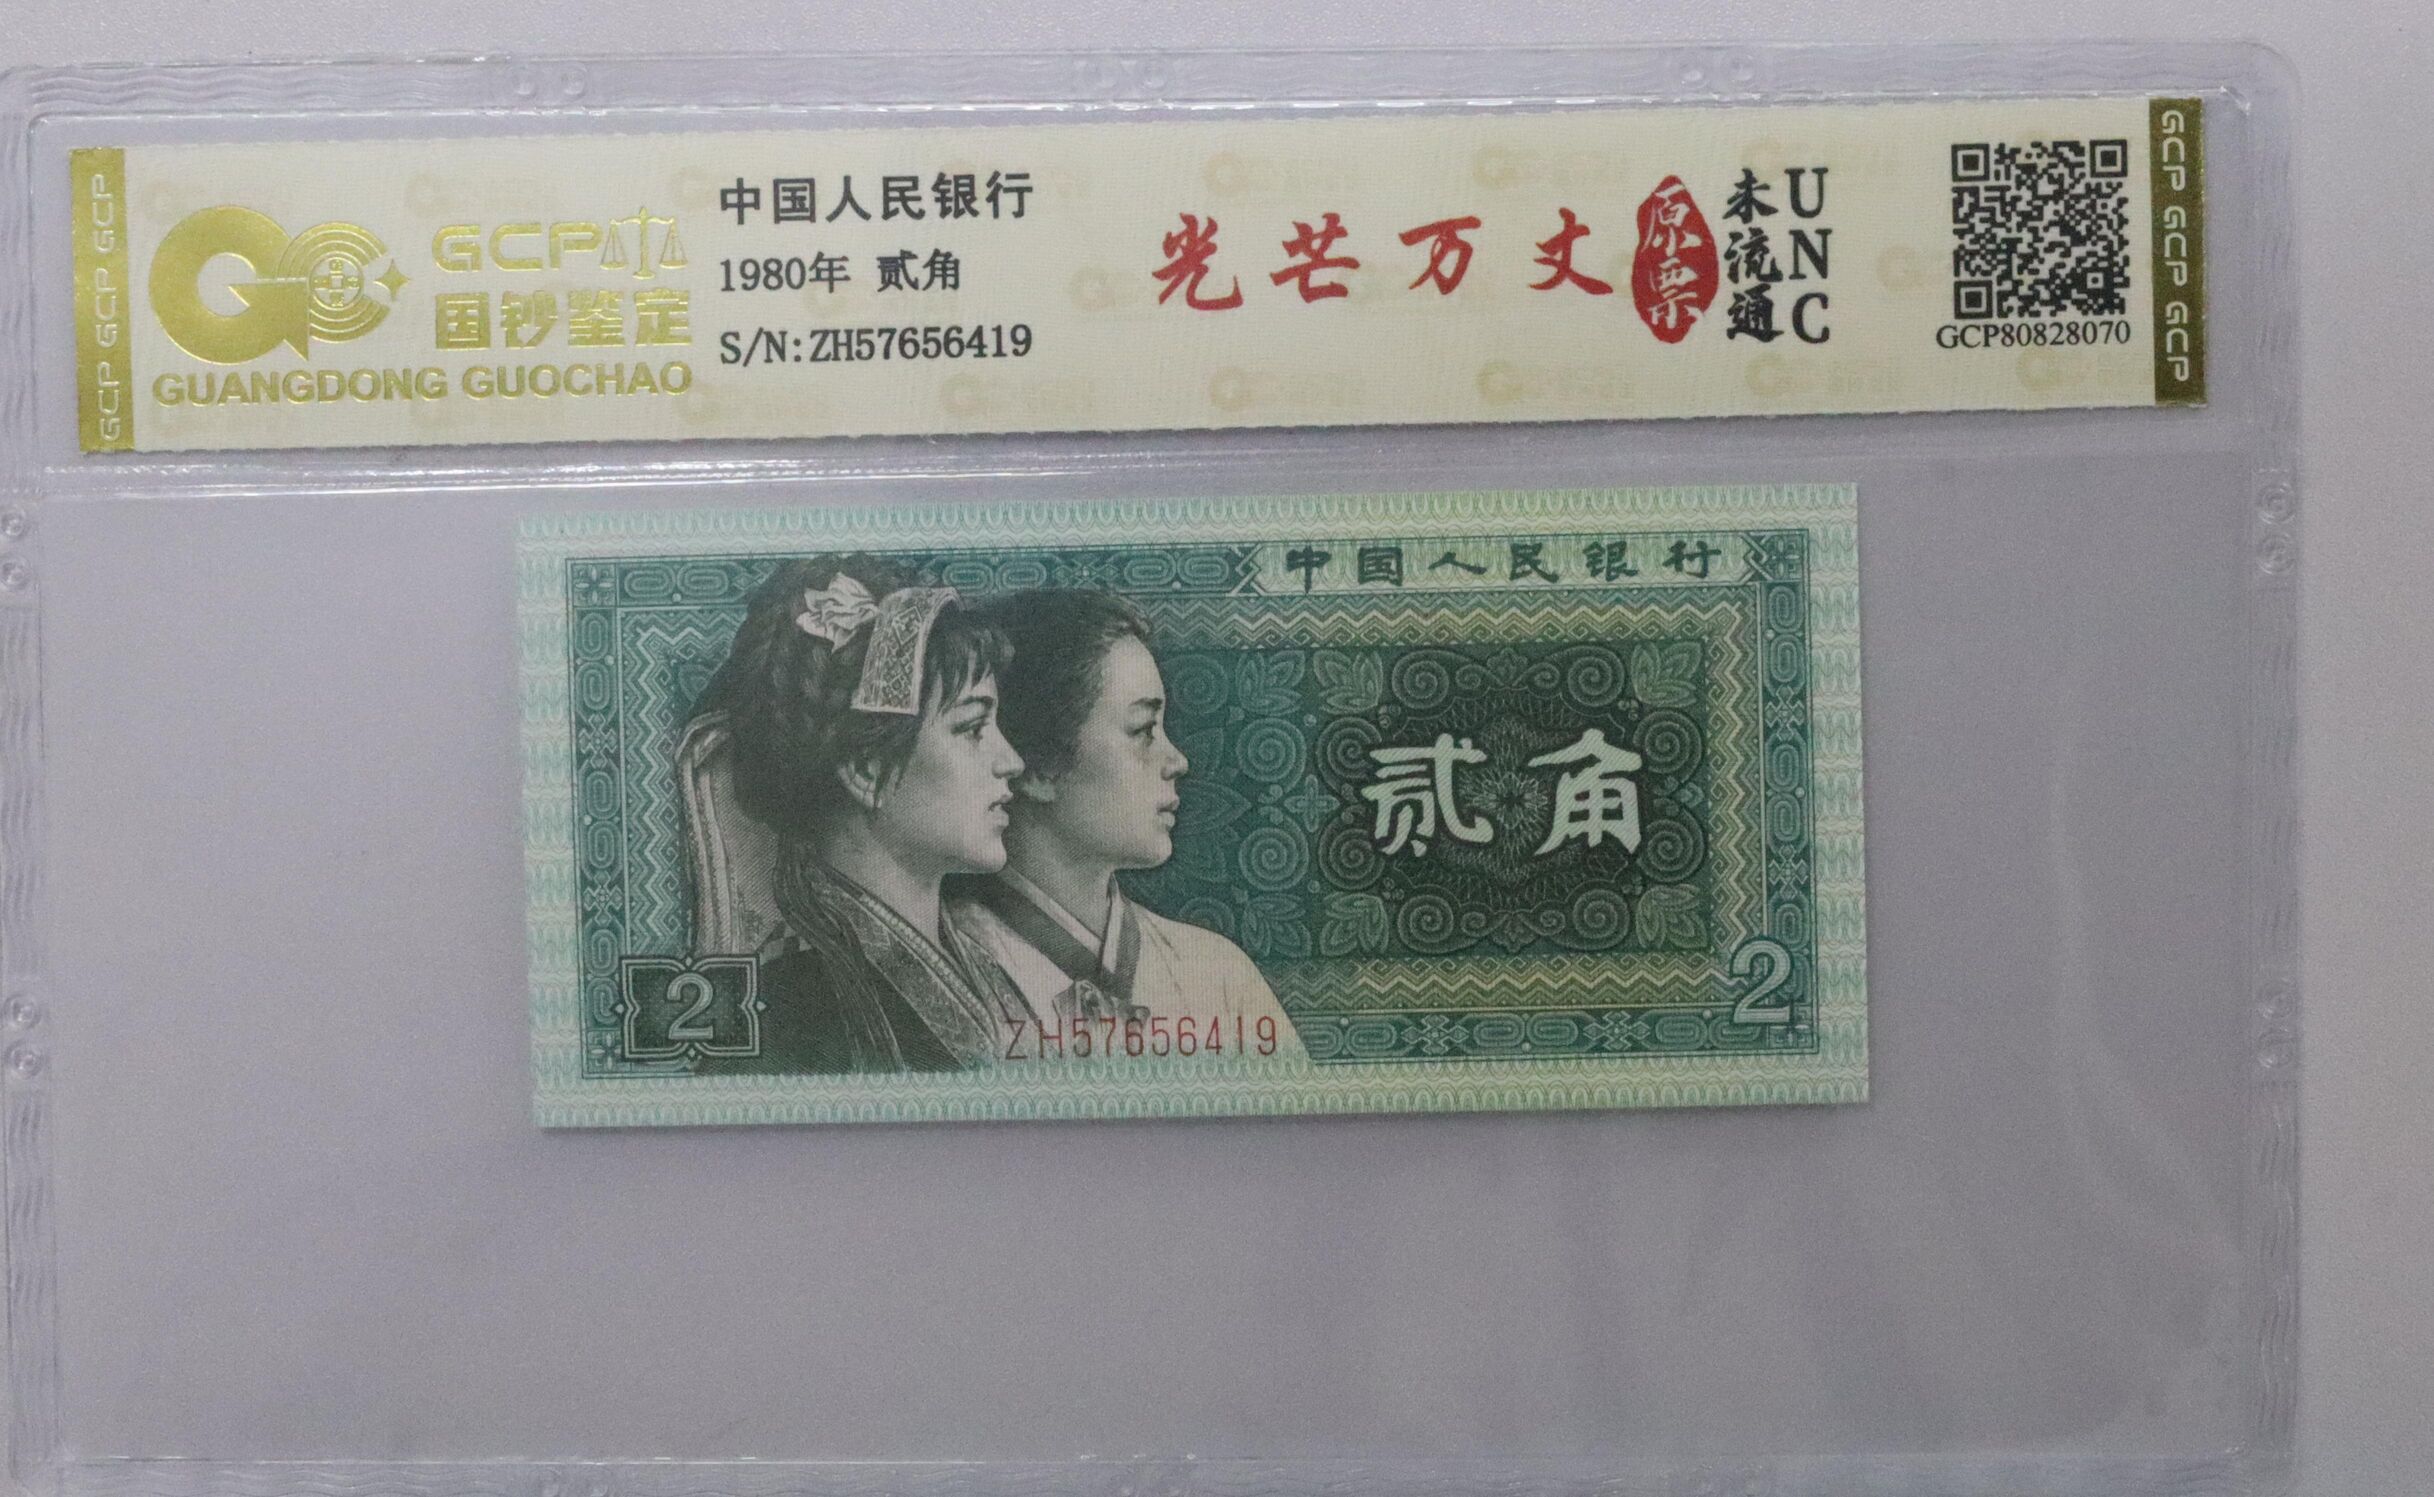 GCP GCP GCP
GCP
国钞鉴定
GUANGDONG GUOCHAO
中国人民银行
1980年 贰角
S/N:ZH57656419
光芒万丈
原票
未流通
UNC
GCP80828070
GCP GCP GCP
中国人民银行
贰角
2
2
ZH57656419